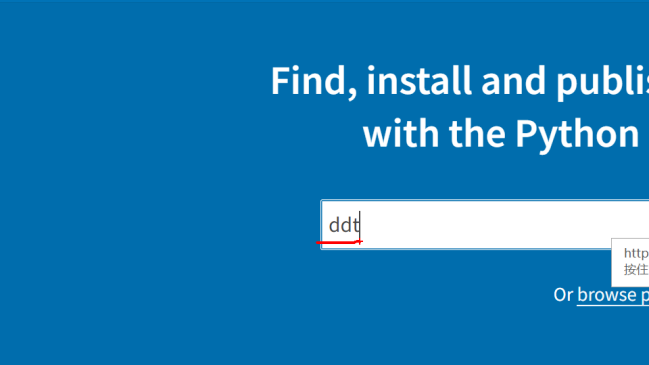 Find, install and publis
with the Python
ddt
http
按住
Or browse p